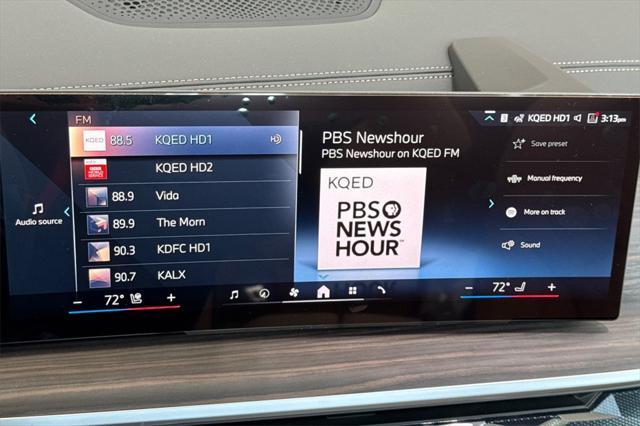 FM
KQED 88.5 KQED HD1
KQED HD2
88.9 Vida
89.9 The Morn
90.3 KDFC HD1
90.7 KALX
Audio source
PBS Newshour
PBS Newshour on KQED FM
KQED
PBS
NEWS
HOUR™
KQED HD1 3:13pm
Save preset
Manual frequency
More on track
Sound
− 72° +
− 72° +